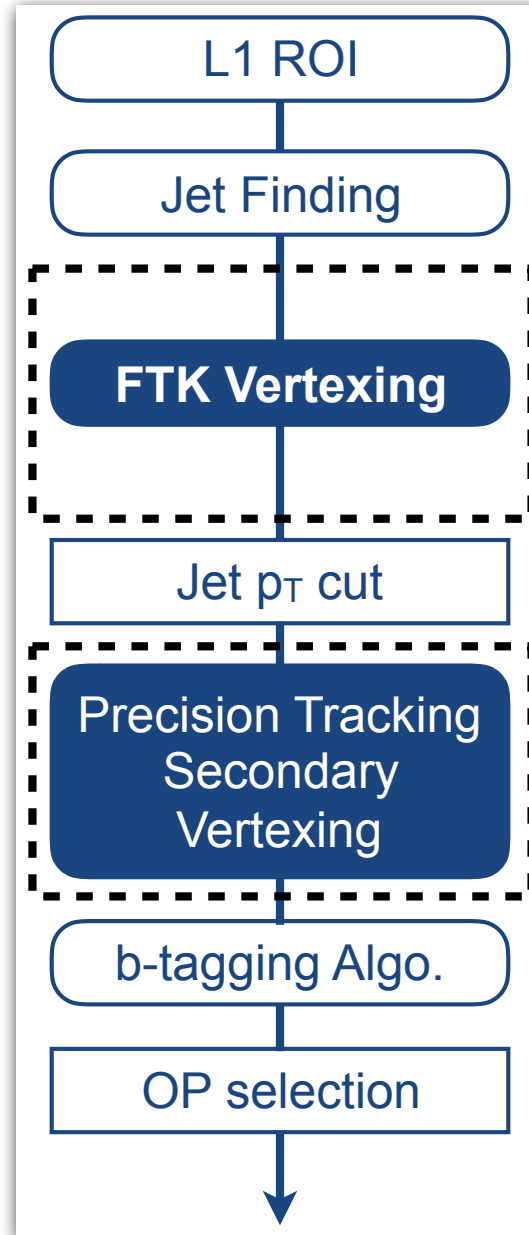 L1 ROI
Jet Finding
FTK Vertexing
Jet pT cut
Precision Tracking
Secondary
Vertexing
b-tagging Algo.
OP selection